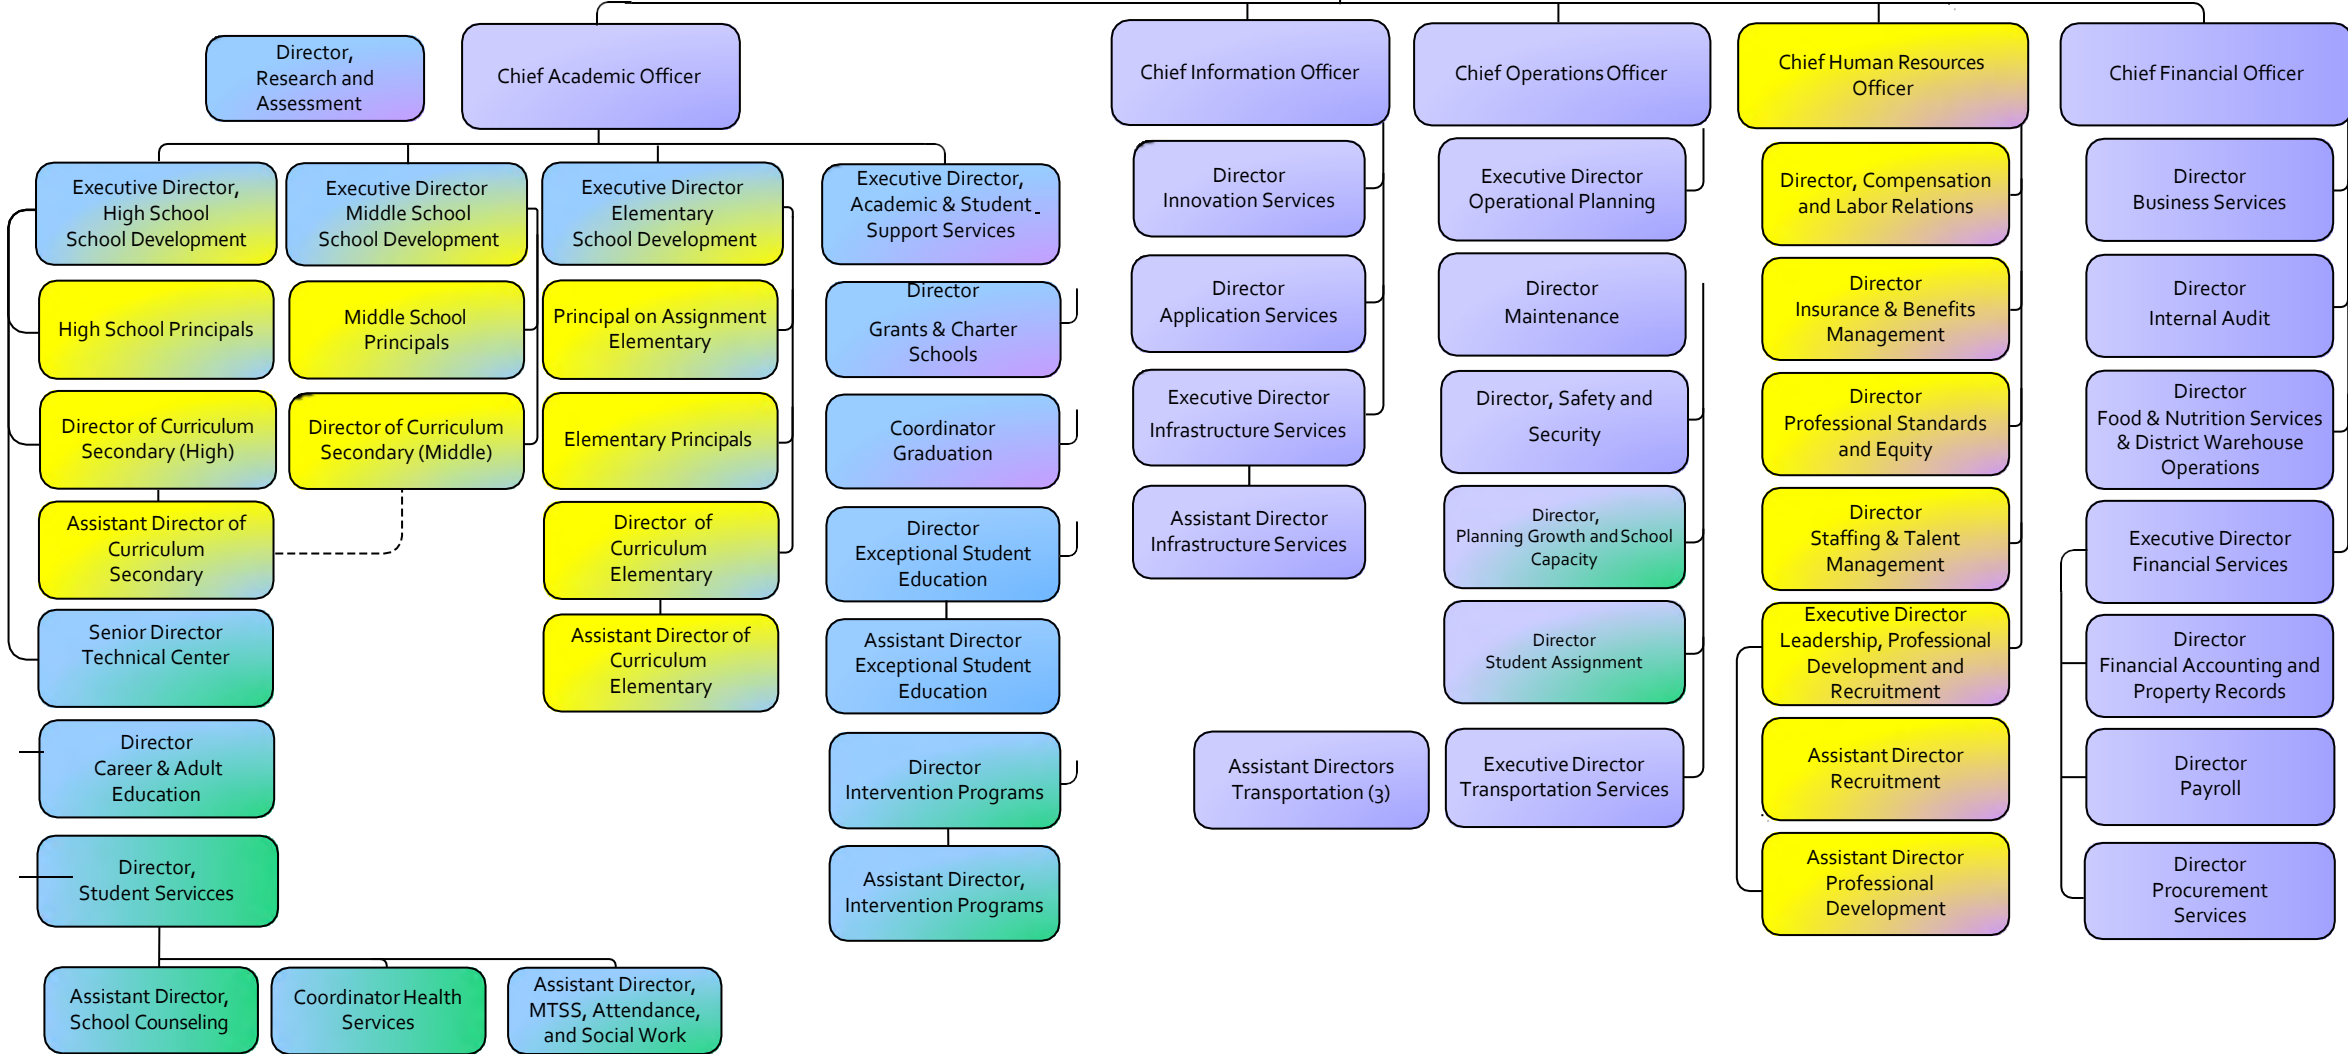 Director,
Research and
Assessment
Chief Academic Officer
Chief Information Officer
Chief Operations Officer
Chief Human Resources
Officer
Chief Financial Officer
Executive Director,
High School
School Development
High School Principals
Director of Curriculum
Secondary (High)
Assistant Director of
Curriculum
Secondary
Senior Director
Technical Center
Director
Career & Adult
Education
Director,
Student Servicces
Assistant Director,
School Counseling
Coordinator Health
Services
Assistant Director,
MTSS, Attendance,
and Social Work
Executive Director
Middle School
School Development
Middle School
Principals
Director of Curriculum
Secondary (Middle)
Executive Director
Elementary
School Development
Principal on Assignment
Elementary
Elementary Principals
Director of
Curriculum
Elementary
Assistant Director of
Curriculum
Elementary
Executive Director,
Academic & Student
Support Services
Director
Grants & Charter
Schools
Coordinator
Graduation
Director
Exceptional Student
Education
Assistant Director
Exceptional Student
Education
Director
Intervention Programs
Assistant Director,
Intervention Programs
Director
Innovation Services
Director
Application Services
Executive Director
Infrastructure Services
Assistant Director
Infrastructure Services
Executive Director
Operational Planning
Director
Maintenance
Director, Safety and
Security
Director,
Planning Growth and School
Capacity
Director
Student Assignment
Assistant Directors
Transportation (3)
Executive Director
Transportation Services
Director, Compensation
and Labor Relations
Director
Insurance & Benefits
Management
Director
Professional Standards
and Equity
Director
Staffing & Talent
Management
Executive Director
Leadership, Professional
Development and
Recruitment
Assistant Director
Recruitment
Assistant Director
Professional
Development
Director
Business Services
Director
Internal Audit
Director
Food & Nutrition Services
& District Warehouse
Operations
Executive Director
Financial Services
Director
Financial Accounting and
Property Records
Director
Payroll
Director
Procurement
Services